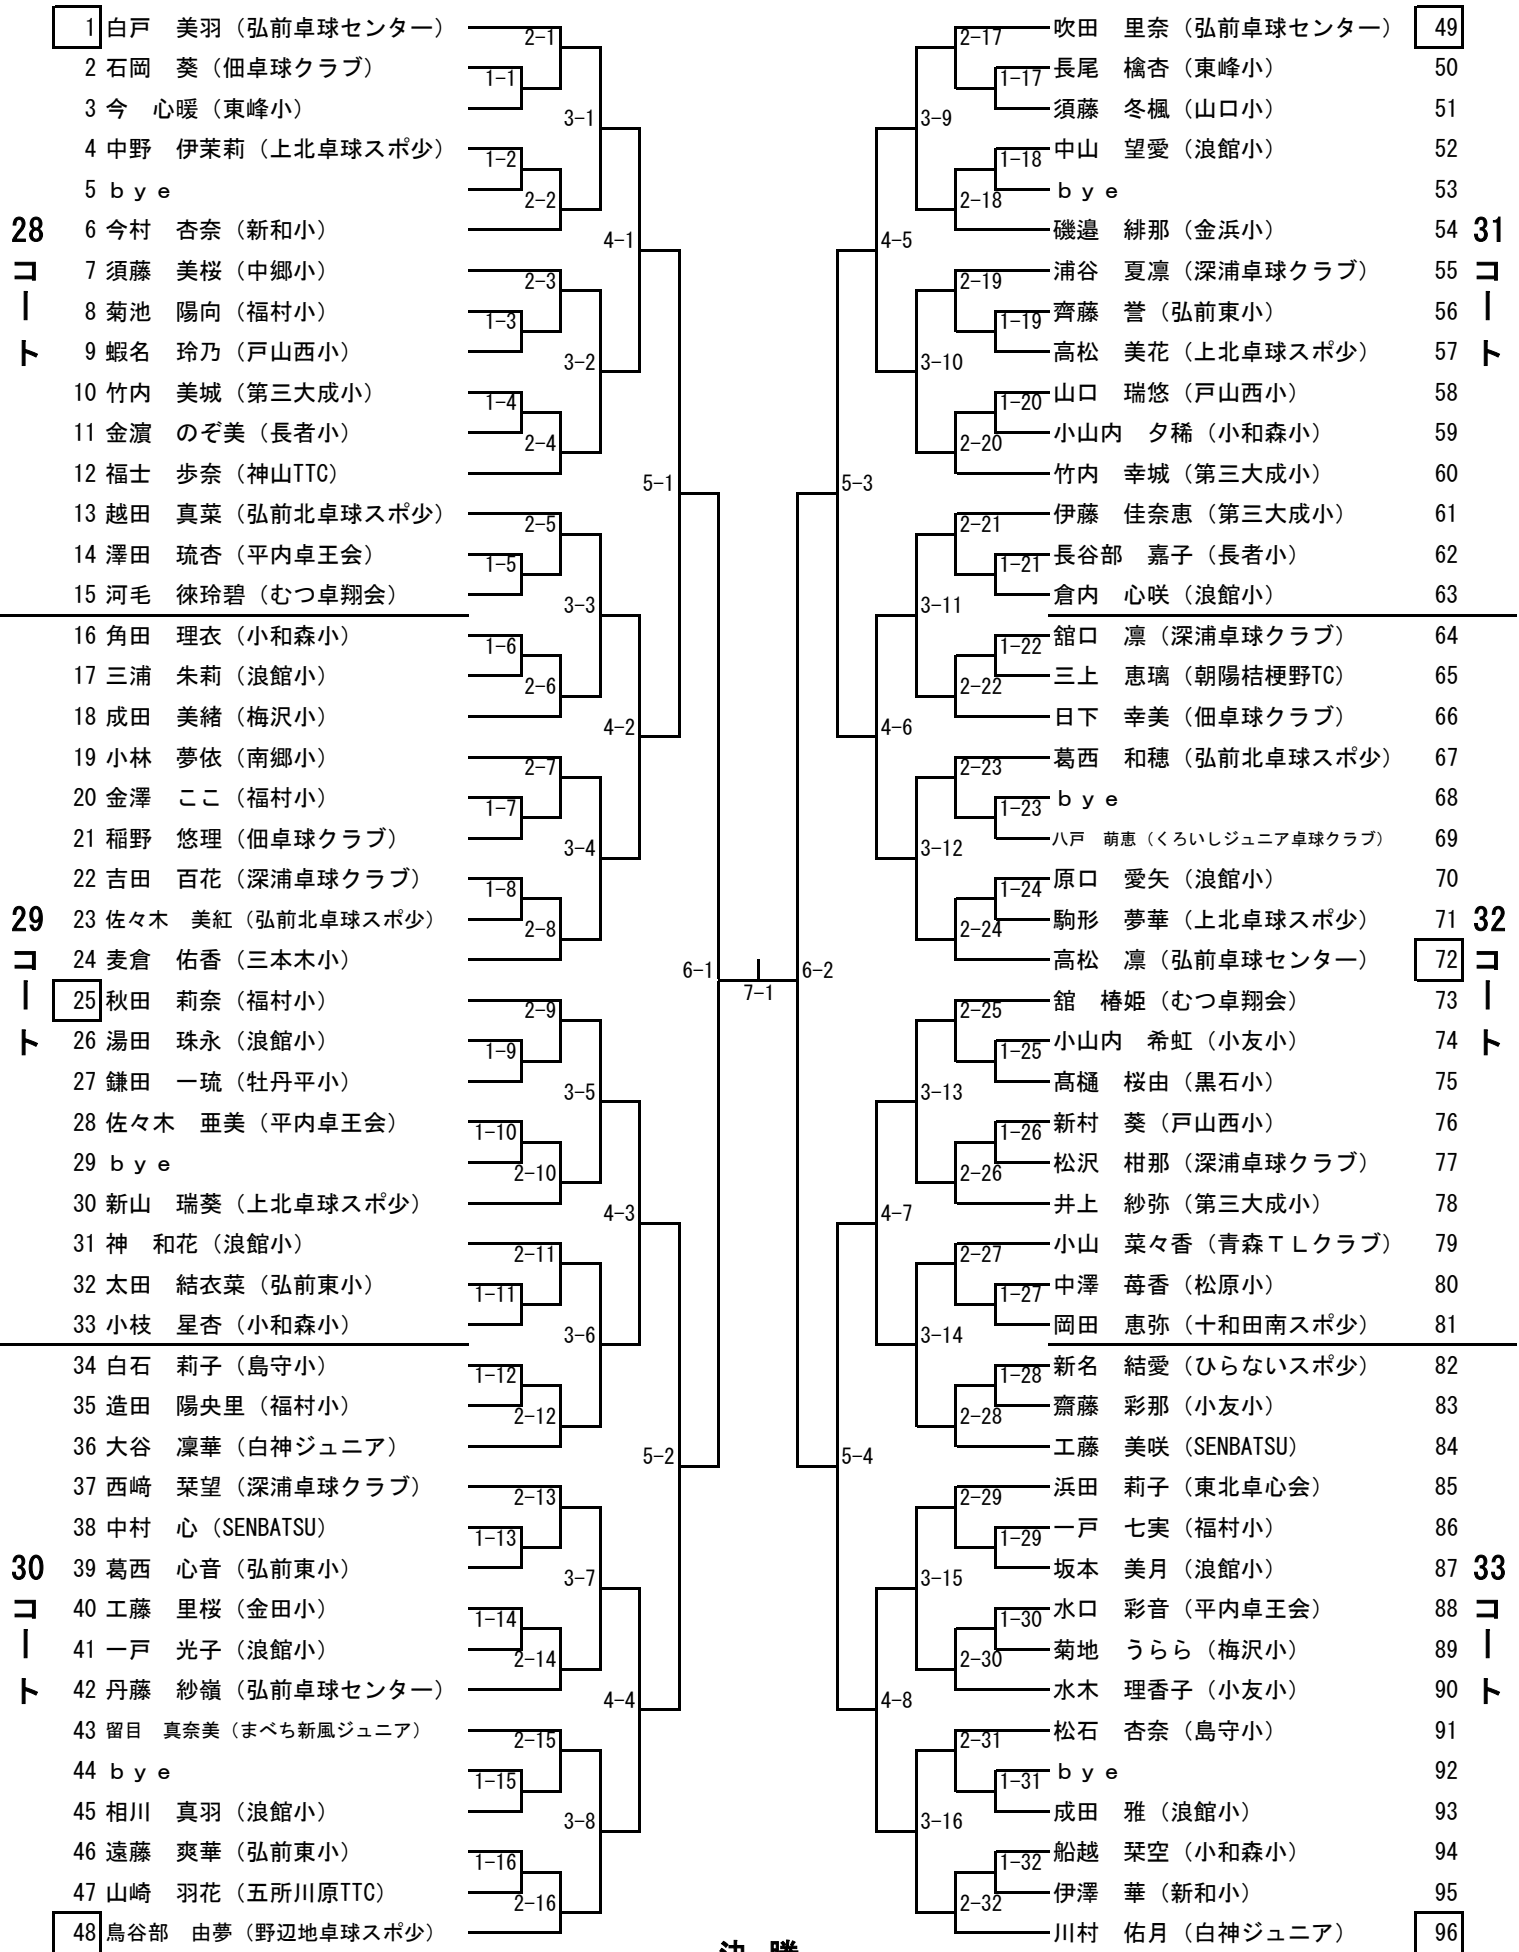 1 白戸　美羽（弘前卓球センター）
2 石岡　葵（佃卓球クラブ）
3 今　心暖（東峰小）
4 中野　伊茉莉（上北卓球スポ少）
5 ｂｙｅ
6 今村　杏奈（新和小）
7 須藤　美桜（中郷小）
8 菊池　陽向（福村小）
9 蝦名　玲乃（戸山西小）
10 竹内　美城（第三大成小）
11 金濵　のぞ美（長者小）
12 福士　歩奈（神山TTC）
13 越田　真菜（弘前北卓球スポ少）
14 澤田　琉杏（平内卓王会）
15 河毛　徠玲碧（むつ卓翔会）
28コート
16 角田　理衣（小和森小）
17 三浦　朱莉（浪館小）
18 成田　美緒（梅沢小）
19 小林　夢依（南郷小）
20 金澤　ここ（福村小）
21 稲野　悠理（佃卓球クラブ）
22 吉田　百花（深浦卓球クラブ）
23 佐々木　美紅（弘前北卓球スポ少）
24 麦倉　佑香（三本木小）
25 秋田　莉奈（福村小）
26 湯田　珠永（浪館小）
27 鎌田　一琉（牡丹平小）
28 佐々木　亜美（平内卓王会）
29 ｂｙｅ
30 新山　瑞葵（上北卓球スポ少）
31 神　和花（浪館小）
32 太田　結衣菜（弘前東小）
33 小枝　星杏（小和森小）
29コート
34 白石　莉子（島守小）
35 造田　陽央里（福村小）
36 大谷　凜華（白神ジュニア）
37 西﨑　栞望（深浦卓球クラブ）
38 中村　心（SENBATSU）
39 葛西　心音（弘前東小）
40 工藤　里桜（金田小）
41 一戸　光子（浪館小）
42 丹藤　紗嶺（弘前卓球センター）
43 留目　真奈美（まべち新風ジュニア）
44 ｂｙｅ
45 相川　真羽（浪館小）
46 遠藤　爽華（弘前東小）
47 山崎　羽花（五所川原TTC）
48 鳥谷部　由夢（野辺地卓球スポ少）
30コート
1-1
1-2
1-3
1-4
1-5
1-6
1-7
1-8
1-9
1-10
1-11
1-12
1-13
1-14
1-15
1-16
2-1
2-2
2-3
2-4
2-5
2-6
2-7
2-8
2-9
2-10
2-11
2-12
2-13
2-14
2-15
2-16
3-1
3-2
3-3
3-4
3-5
3-6
3-7
3-8
4-1
4-2
4-3
4-4
5-1
5-2
6-1
7-1
6-2
5-3
5-4
4-5
4-6
4-7
4-8
3-9
3-10
3-11
3-12
3-13
3-14
3-15
3-16
2-17
2-18
2-19
2-20
2-21
2-22
2-23
2-24
2-25
2-26
2-27
2-28
2-29
2-30
2-31
2-32
1-17
1-18
1-19
1-20
1-21
1-22
1-23
1-24
1-25
1-26
1-27
1-28
1-29
1-30
1-31
1-32
吹田　里奈（弘前卓球センター） 49
長尾　檎杏（東峰小） 50
須藤　冬楓（山口小） 51
中山　望愛（浪館小） 52
ｂｙｅ 53
磯邉　緋那（金浜小） 54
浦谷　夏凛（深浦卓球クラブ） 55
齊藤　誉（弘前東小） 56
高松　美花（上北卓球スポ少） 57
山口　瑞悠（戸山西小） 58
小山内　夕稀（小和森小） 59
竹内　幸城（第三大成小） 60
伊藤　佳奈恵（第三大成小） 61
長谷部　嘉子（長者小） 62
倉内　心咲（浪館小） 63
31コート
舘口　凛（深浦卓球クラブ） 64
三上　恵璃（朝陽桔梗野TC） 65
日下　幸美（佃卓球クラブ） 66
葛西　和穂（弘前北卓球スポ少） 67
ｂｙｅ 68
八戸　萌恵（くろいしジュニア卓球クラブ） 69
原口　愛矢（浪館小） 70
駒形　夢華（上北卓球スポ少） 71
高松　凛（弘前卓球センター） 72
舘　椿姫（むつ卓翔会） 73
小山内　希虹（小友小） 74
髙樋　桜由（黒石小） 75
新村　葵（戸山西小） 76
松沢　柑那（深浦卓球クラブ） 77
井上　紗弥（第三大成小） 78
小山　菜々香（青森ＴＬクラブ） 79
中澤　苺香（松原小） 80
岡田　恵弥（十和田南スポ少） 81
32コート
新名　結愛（ひらないスポ少） 82
齋藤　彩那（小友小） 83
工藤　美咲（SENBATSU） 84
浜田　莉子（東北卓心会） 85
一戸　七実（福村小） 86
坂本　美月（浪館小） 87
水口　彩音（平内卓王会） 88
菊地　うらら（梅沢小） 89
水木　理香子（小友小） 90
松石　杏奈（島守小） 91
ｂｙｅ 92
成田　雅（浪館小） 93
船越　栞空（小和森小） 94
伊澤　華（新和小） 95
川村　佑月（白神ジュニア） 96
33コート
決　勝